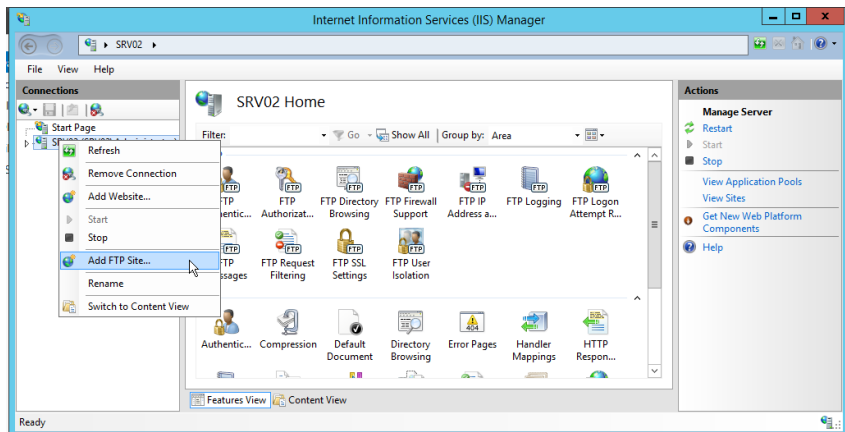 Internet Information Services (IIS) Manager
SRV02
File View Help
Connections
Start Page
Refresh
Remove Connection
Add Website...
Start
Stop
Add FTP Site...
Rename
Switch to Content View
SRV02 Home
Filter: Go Show All Group by: Area
FTP Authorizat...
FTP Directory Browsing
FTP Firewall Support
FTP IP Address a...
FTP Logging
FTP Logon Attempt R...
FTP Request Filtering
FTP SSL Settings
FTP User Isolation
Authentic...
Compression
Default Document
Directory Browsing
Error Pages
404
Handler Mappings
HTTP Respon...
Features View Content View
Actions
Manage Server
Restart
Start
Stop
View Application Pools
View Sites
Get New Web Platform
Components
Help
Ready